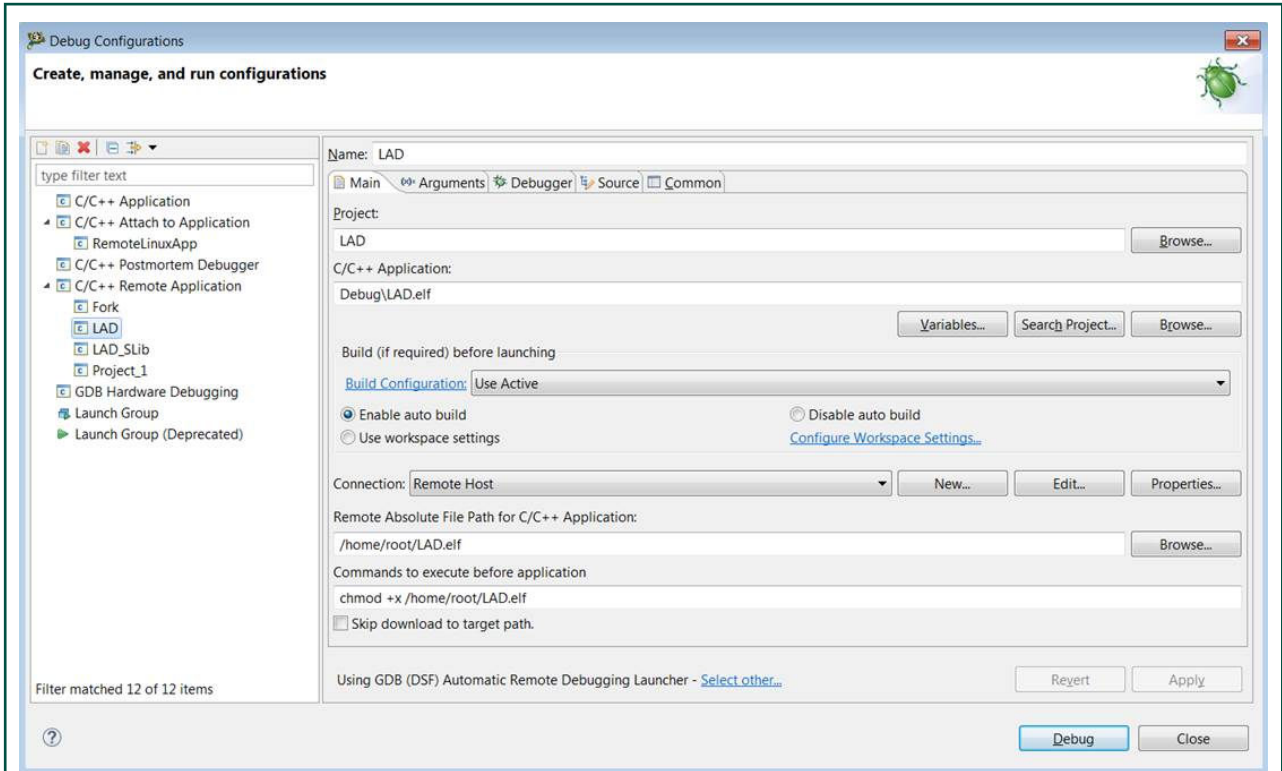 Debug Configurations
Create, manage, and run configurations
type filter text
C/C++ Application
C/C++ Attach to Application
RemoteLinuxApp
C/C++ Postmortem Debugger
C/C++ Remote Application
Fork
LAD
LAD_SLib
Project_1
GDB Hardware Debugging
Launch Group
Launch Group (Deprecated)
Filter matched 12 of 12 items
Name: LAD
Main Arguments Debugger Source Common
Project:
LAD Browse...
C/C++ Application:
Debug\LAD.elf
Variables... Search Project... Browse...
Build (if required) before launching
Build Configuration: Use Active
Enable auto build Disable auto build
Use workspace settings Configure Workspace Settings...
Connection: Remote Host New... Edit... Properties...
Remote Absolute File Path for C/C++ Application:
/home/root/LAD.elf Browse...
Commands to execute before application
chmod +x /home/root/LAD.elf
Skip download to target path.
Using GDB (DSF) Automatic Remote Debugging Launcher - Select other... Revert Apply
? Debug Close